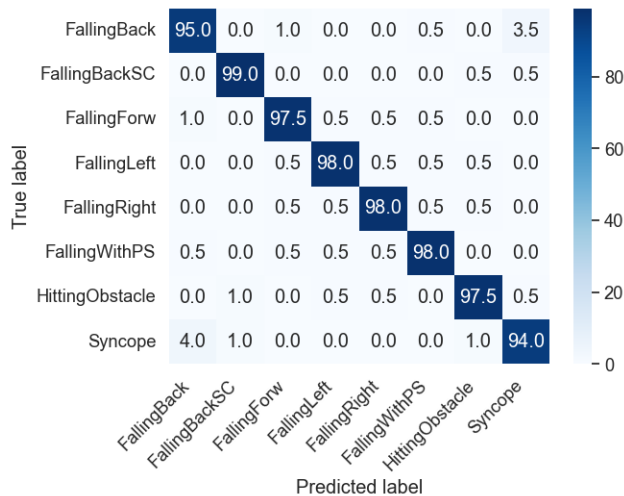 FallingBack 95.0 0.0 1.0 0.0 0.0 0.5 0.0 3.5
FallingBackSC 0.0 99.0 0.0 0.0 0.0 0.0 0.5 0.5
FallingForw 1.0 0.0 97.5 0.5 0.5 0.5 0.0 0.0
FallingLeft 0.0 0.0 0.5 98.0 0.5 0.5 0.5 0.0
FallingRight 0.0 0.0 0.5 0.5 98.0 0.5 0.5 0.0
FallingWithPS 0.5 0.0 0.5 0.5 0.5 98.0 0.0 0.0
HittingObstacle 0.0 1.0 0.0 0.5 0.5 0.0 97.5 0.5
Syncope 4.0 1.0 0.0 0.0 0.0 0.0 1.0 94.0
True label
FallingBack
FallingBackSC
FallingForw
FallingLeft
FallingRight
FallingWithPS
HittingObstacle
Syncope
Predicted label
80
60
40
20
0